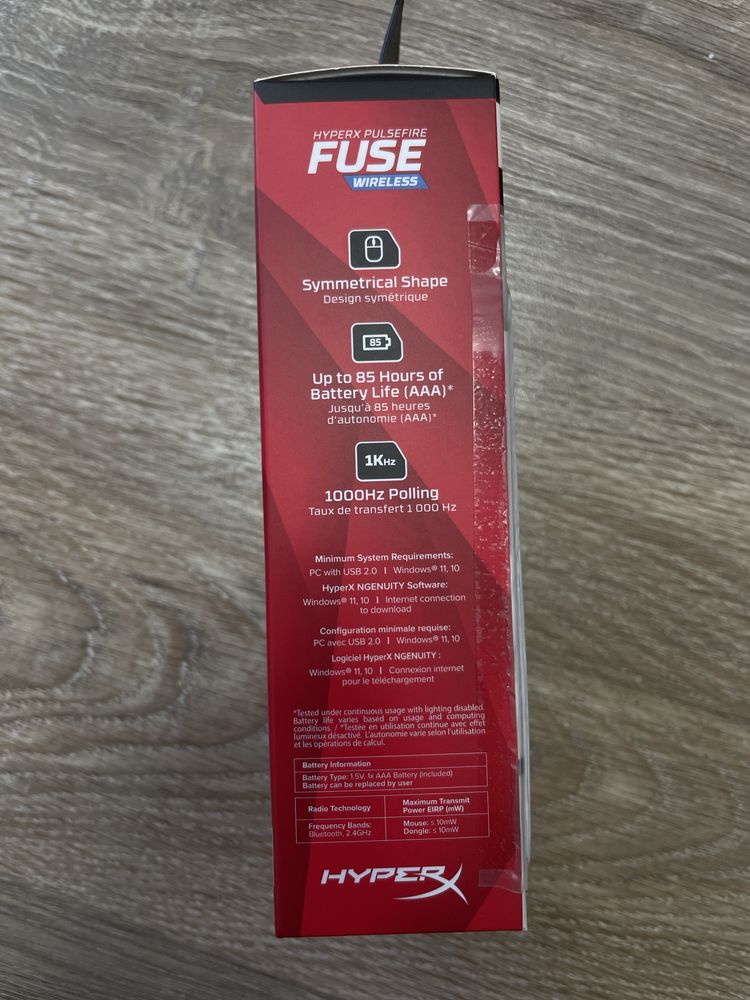 HYPERX PULSEFIRE
FUSE
WIRELESS
Symmetrical Shape
Design symétrique
85
Up to 85 Hours of
Battery Life (AAA)*
Jusqu'à 85 heures
d'autonomie (AAA)*
1KHz
1000Hz Polling
Taux de transfert 1 000 Hz
Minimum System Requirements:
PC with USB 2.0 | Windows® 11, 10
HyperX NGENUITY Software:
Windows® 11, 10 | Internet connection
to download
Configuration minimale requise:
PC avec USB 2.0 | Windows® 11, 10
Logiciel HyperX NGENUITY :
Windows® 11, 10 | Connexion internet
pour le téléchargement
*Tested under continuous usage with lighting disabled.
Battery life varies based on usage and computing
conditions. / *Testée en utilisation continue avec effet
lumineux désactivé. L'autonomie varie selon l'utilisation
et les opérations de calcul.
Battery Information
Battery Type: 1.5V, 1x AAA Battery (included)
Battery can be replaced by user
Radio Technology
Maximum Transmit
Power EIRP (mW)
Frequency Bands:
Bluetooth, 2.4GHz
Mouse: ≤ 10mW
Dongle: ≤ 10mW
HYPERX